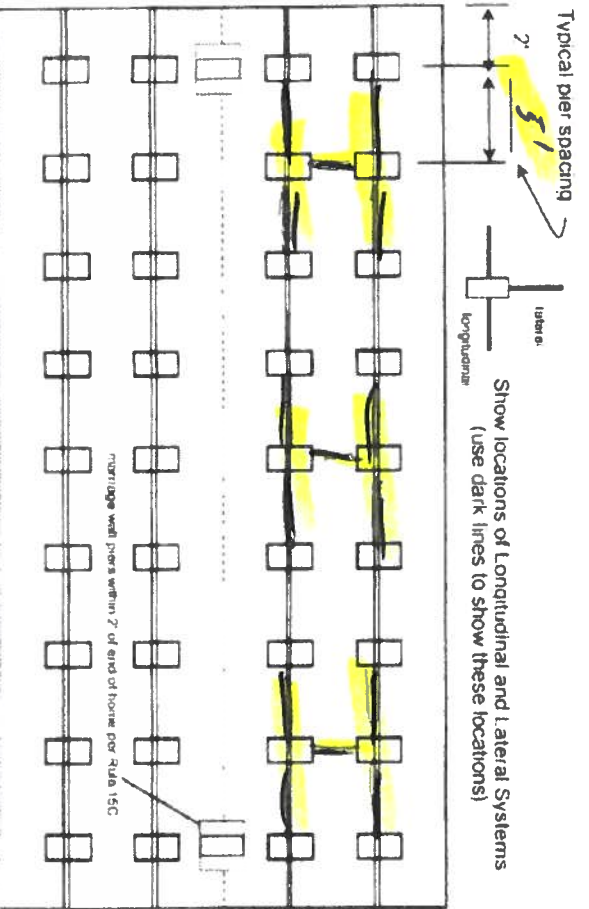 Typical pier spacing
2'
5'
lateral
longitudinal
Show locations of Longitudinal and Lateral Systems
(use dark lines to show these locations)
marriage wall piers within 2' of end of home per Rule 15C